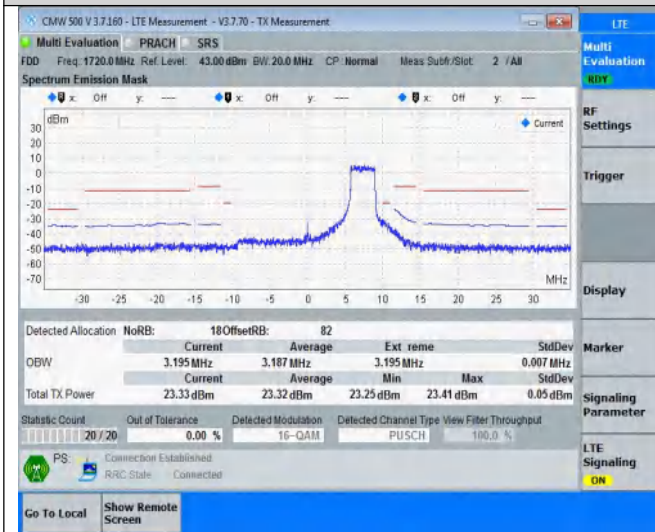 CMW 500 V 3.7.160 - LTE Measurement - V3.7.70 - TX Measurement
LTE
Multi Evaluation PRACH SRS
Multi Evaluation
RDY
FDD Freq.:1720.0 MHz Ref. Level: 43.00 dBm BW:20.0 MHz CP: Normal Meas Subfr./Slot: 2 /All
Spectrum Emission Mask
x: Off y: --- x: Off y: --- x: Off y: ---
RF Settings
dBm
Current
30
20
10
0
-10
-20
-30
-40
-50
-60
-70
MHz
-30 -25 -20 -15 -10 -5 0 5 10 15 20 25 30
Trigger
Display
Detected Allocation NoRB: 18OffsetRB: 82
Current Average Ext reme StdDev
OBW 3.195 MHz 3.187 MHz 3.195 MHz 0.007 MHz
Current Average Min Max StdDev
Total TX Power 23.33 dBm 23.32 dBm 23.25 dBm 23.41 dBm 0.05 dBm
Marker
Signaling Parameter
Statistic Count Out of Tolerance Detected Modulation Detected Channel Type View Filter Throughput
20 / 20 0.00 % 16-QAM PUSCH 100.0 %
PS: Connection Established
RRC State Connected
LTE Signaling
ON
Go To Local
Show Remote Screen